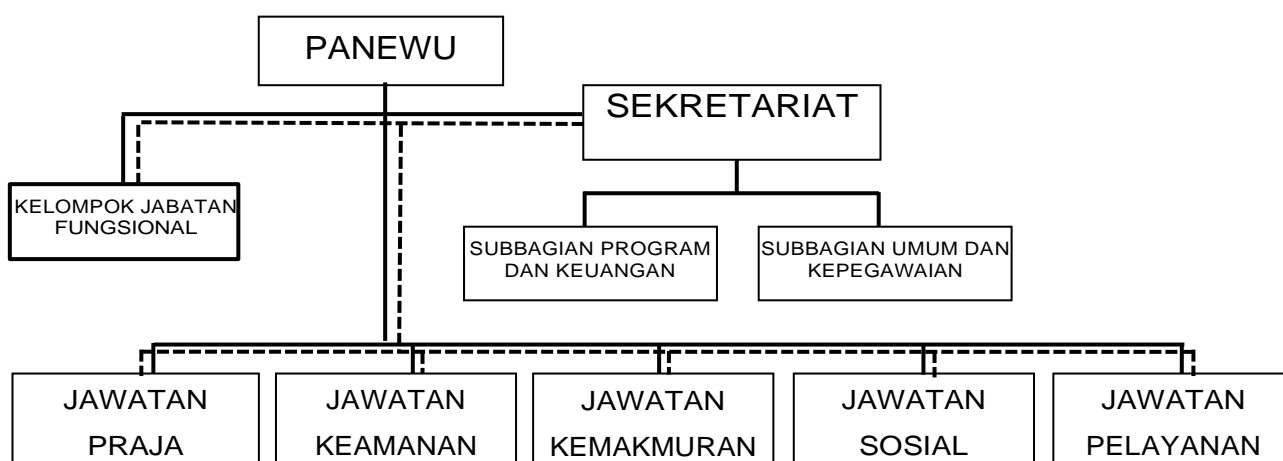 PANEWU
SEKRETARIAT
KELOMPOK JABATAN
FUNGSIONAL
SUBBAGIAN PROGRAM
DAN KEUANGAN
SUBBAGIAN UMUM DAN
KEPEGAWAIAN
JAWATAN
PRAJA
JAWATAN
KEAMANAN
JAWATAN
KEMAKMURAN
JAWATAN
SOSIAL
JAWATAN
PELAYANAN